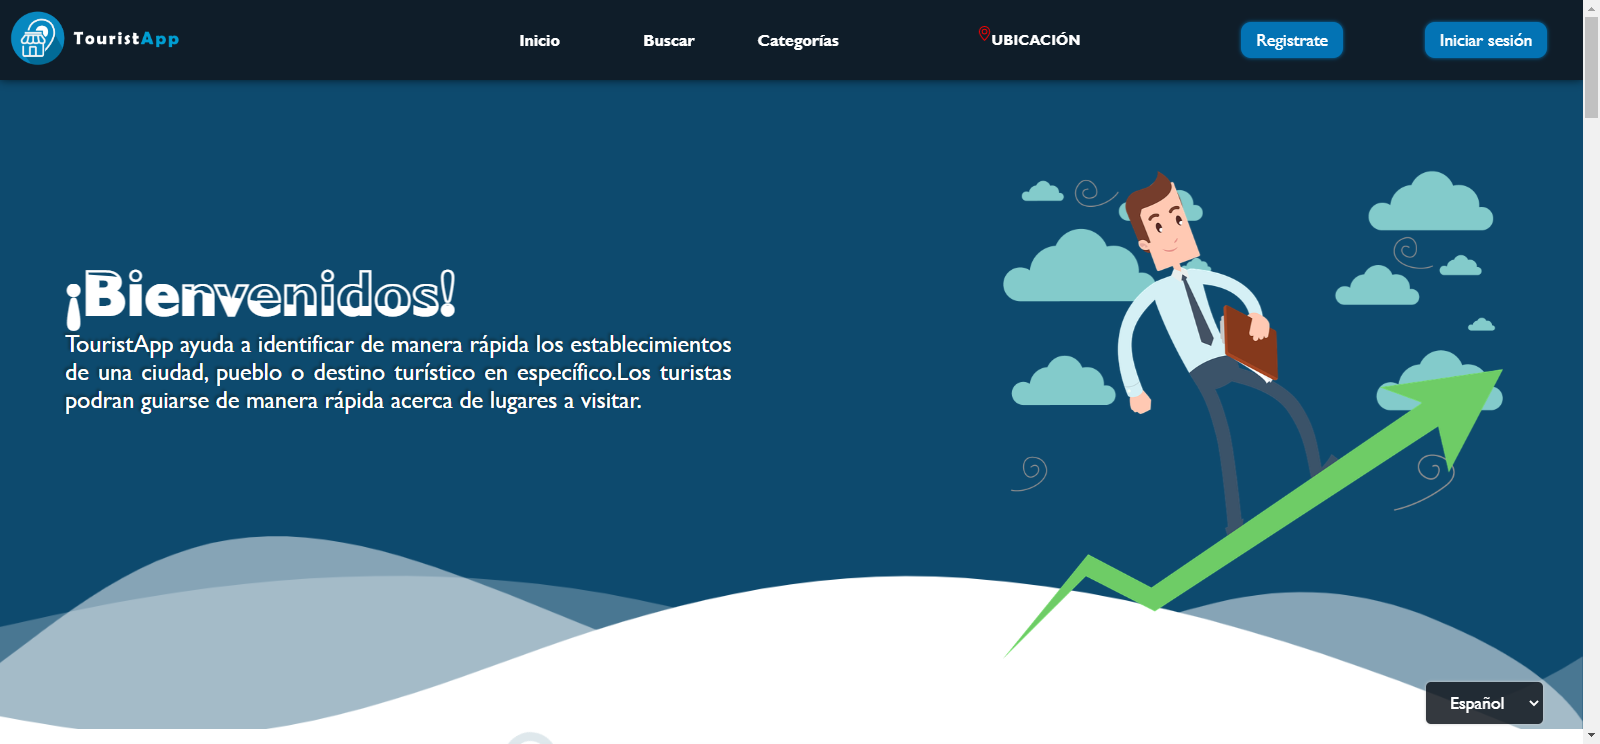 TouristApp
Inicio
Buscar
Categorías
UBICACIÓN
Registrate
Iniciar sesión
¡Bienvenidos!
TouristApp ayuda a identificar de manera rápida los establecimientos
de una ciudad, pueblo o destino turístico en específico.Los turistas
podran guiarse de manera rápida acerca de lugares a visitar.
Español